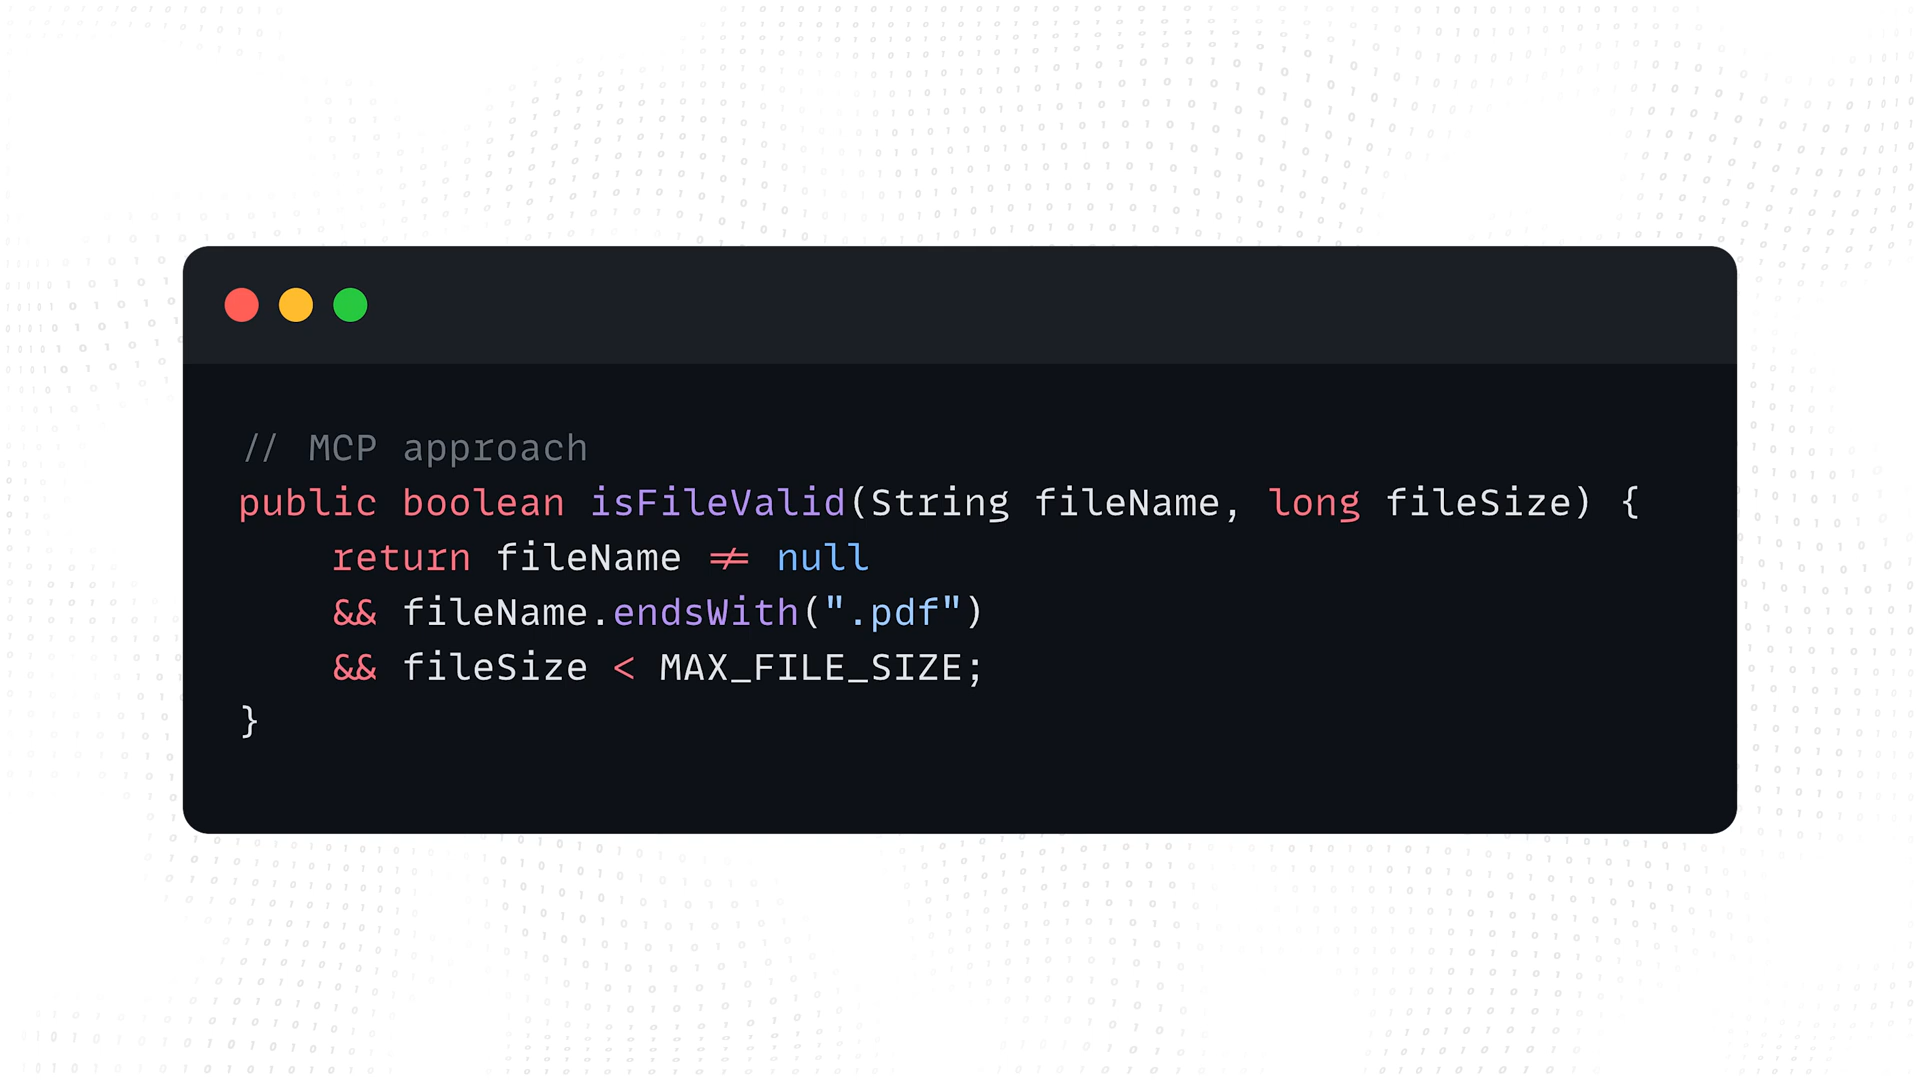 // MCP approach
public boolean isFileValid(String fileName, long fileSize) {
    return fileName != null
    && fileName.endsWith(".pdf")
    && fileSize < MAX_FILE_SIZE;
}